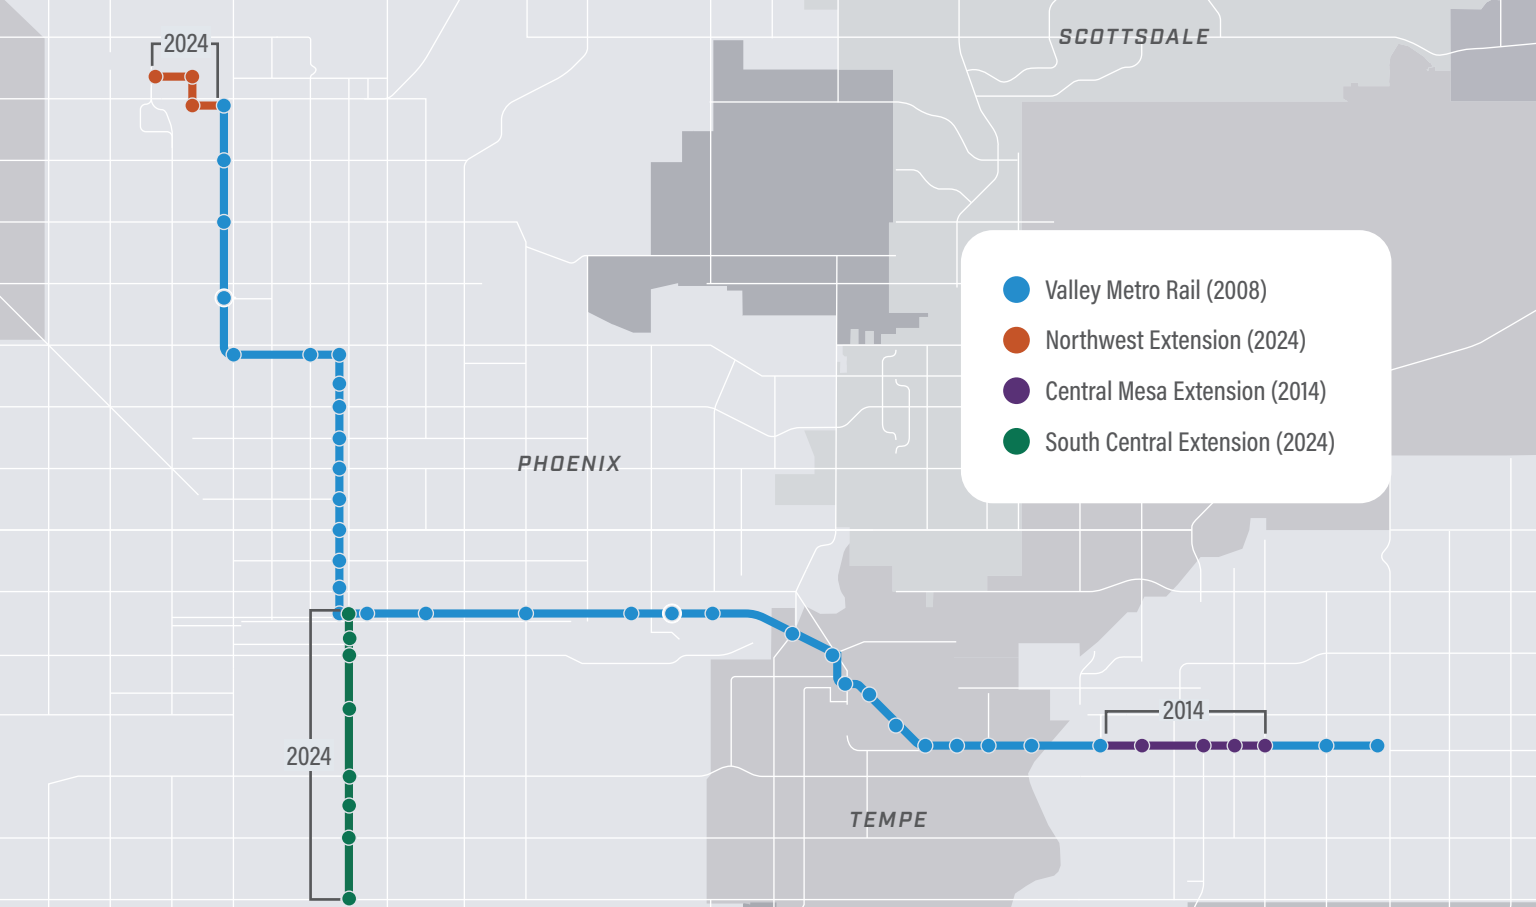 2024
SCOTTSDALE
Valley Metro Rail (2008)
Northwest Extension (2024)
Central Mesa Extension (2014)
South Central Extension (2024)
PHOENIX
2014
2024
TEMPE